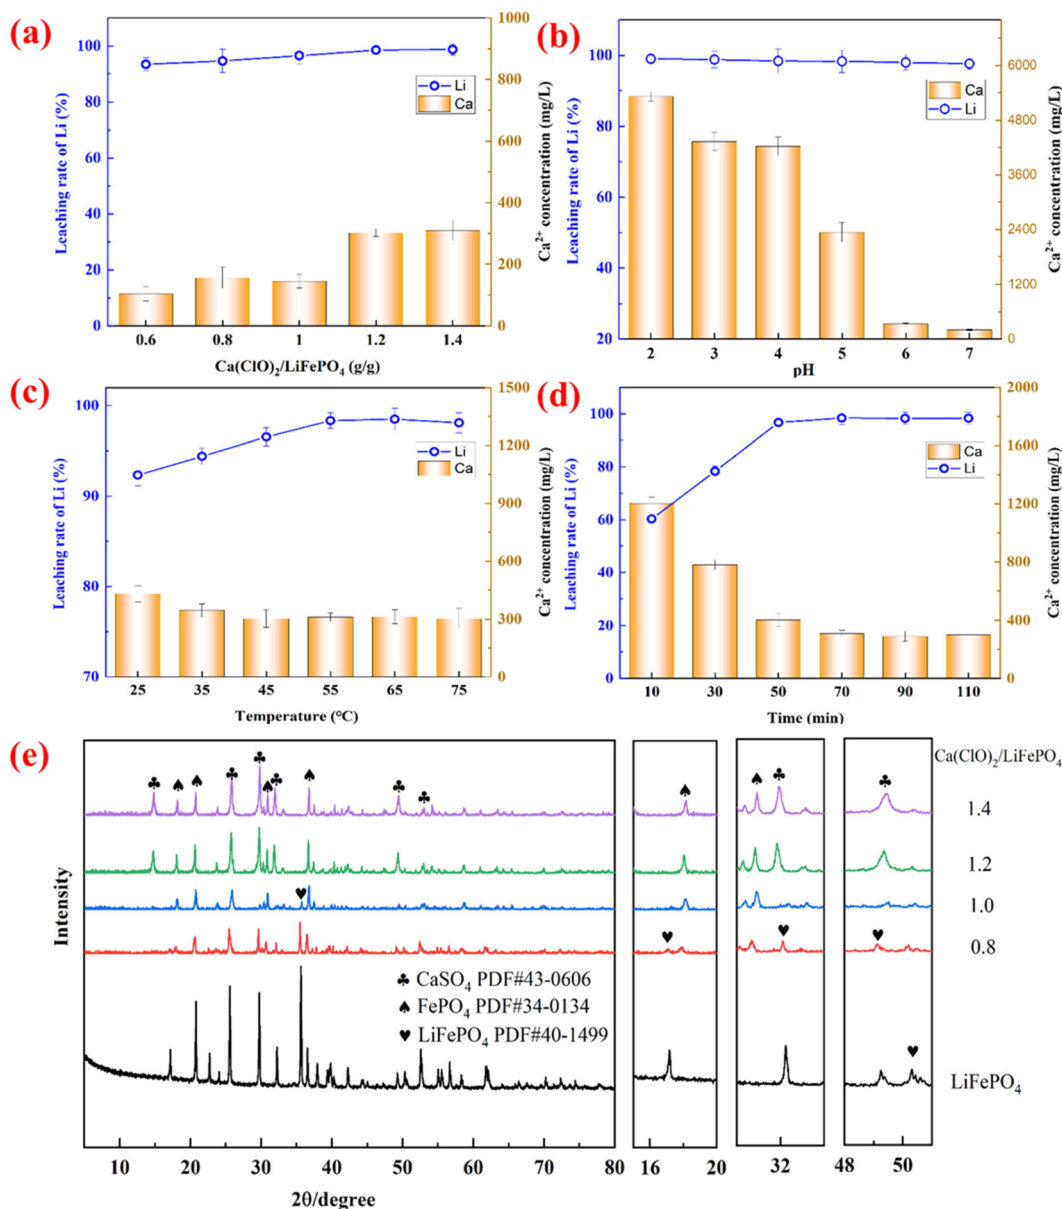 (a)
Leaching rate of Li (%)
100
80
60
40
20
0
1000
800
600
400
200
0
Ca²⁺ concentration (mg/L)
Li
Ca
0.6 0.8 1 1.2 1.4
Ca(ClO)₂/LiFePO₄ (g/g)
(b)
Leaching rate of Li (%)
100
90
80
70
60
50
40
30
20
6000
4800
3600
2400
1200
0
Ca²⁺ concentration (mg/L)
Ca
Li
2 3 4 5 6 7
pH
(c)
Leaching rate of Li (%)
100
90
80
70
1500
1200
900
600
300
0
Ca²⁺ concentration (mg/L)
Li
Ca
25 35 45 55 65 75
Temperature (°C)
(d)
Leaching rate of Li (%)
100
80
60
40
20
0
2000
1600
1200
800
400
0
Ca²⁺ concentration (mg/L)
Ca
Li
10 30 50 70 90 110
Time (min)
(e)
Intensity
Ca(ClO)₂/LiFePO₄
1.4
1.2
1.0
0.8
♣ CaSO₄ PDF#43-0606
♠ FePO₄ PDF#34-0134
♥ LiFePO₄ PDF#40-1499
LiFePO₄
10 20 30 40 50 60 70 80
16 20
32
48 50
2θ/degree